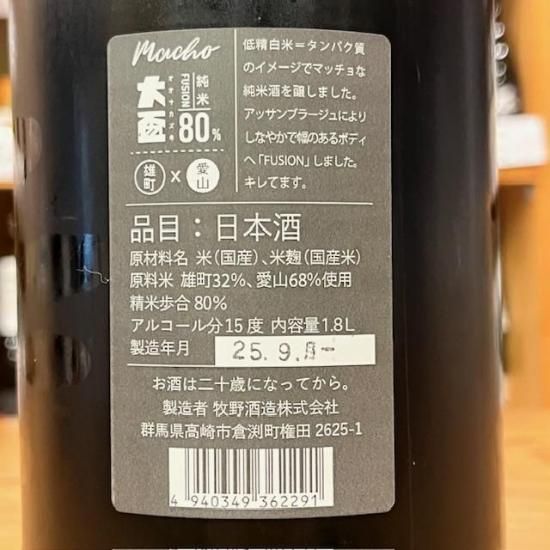 Macho
純米
FUSION
80%
大盃
オオサカズキ
雄町 x 愛山
低精白米=タンパク質
のイメージでマッチョな
純米酒を醸しました。
アッサンブラージュにより
しなやかで幅のあるボディ
へ「FUSION」しました。
キレてます。
品目：日本酒
原材料名 米（国産）、米麹（国産米）
原料米 雄町32%、愛山68%使用
精米歩合 80%
アルコール分 15 度 内容量 1.8L
製造年月 25.9.
お酒は二十歳になってから。
製造者 牧野酒造株式会社
群馬県高崎市倉渕町権田 2625-1
4 940349 362291